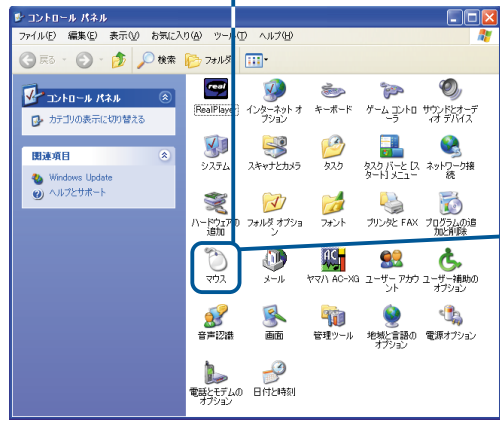 コントロール パネル
ファイル(F) 編集(E) 表示(V) お気に入り(A) ツール(T) ヘルプ(H)
戻る 検索 フォルダ
コントロール パネル
カテゴリの表示に切り替える
関連項目
Windows Update
ヘルプとサポート
real
RealPlayer
インターネット オ
プション
キーボード
ゲーム コントロ
ーラ
サウンドとオーデ
ィオ デバイス
システム
スキャナとカメラ
タスク
タスク バーと [ス
タート] メニュー
ネットワーク接
続
ハードウェアの
追加
フォルダ オプショ
ン
フォント
プリンタと FAX
プログラムの追
加と削除
マウス
メール
ヤマハ AC-XG
ユーザー アカウ
ント
ユーザー補助の
オプション
音声認識
画面
管理ツール
地域と言語の
オプション
電源オプション
電話とモデムの
オプション
日付と時刻